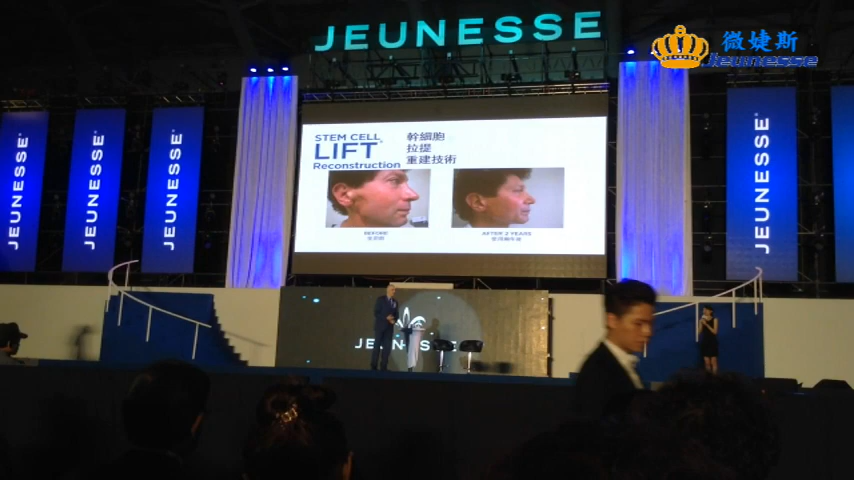 JEUNESSE
微婕斯
Jeunesse
STEM CELL
LIFT
Reconstruction
幹細胞
拉提
重建技術
BEFORE
AFTER 2 YEARS
JEUNESSE
JEUNESSE
JEUNESSE
JEUNESSE
JEUNESSE